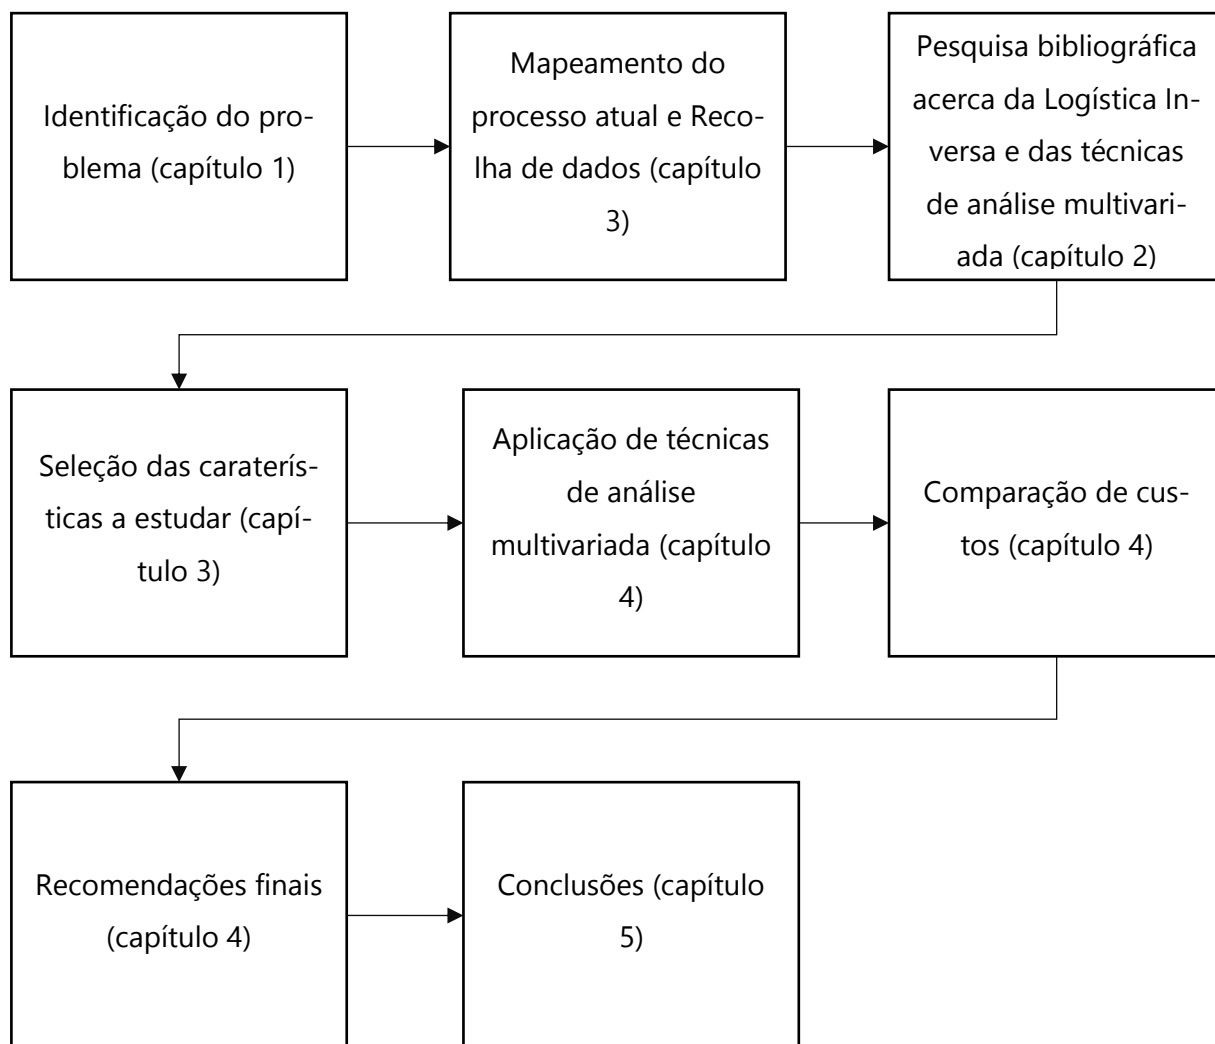 Identificação do pro-
blema (capítulo 1)
Mapeamento do
processo atual e Reco-
lha de dados (capítulo
3)
Pesquisa bibliográfica
acerca da Logística In-
versa e das técnicas
de análise multivari-
ada (capítulo 2)
Seleção das caraterís-
ticas a estudar (capí-
tulo 3)
Aplicação de técnicas
de análise
multivariada (capítulo
4)
Comparação de cus-
tos (capítulo 4)
Recomendações finais
(capítulo 4)
Conclusões (capítulo
5)